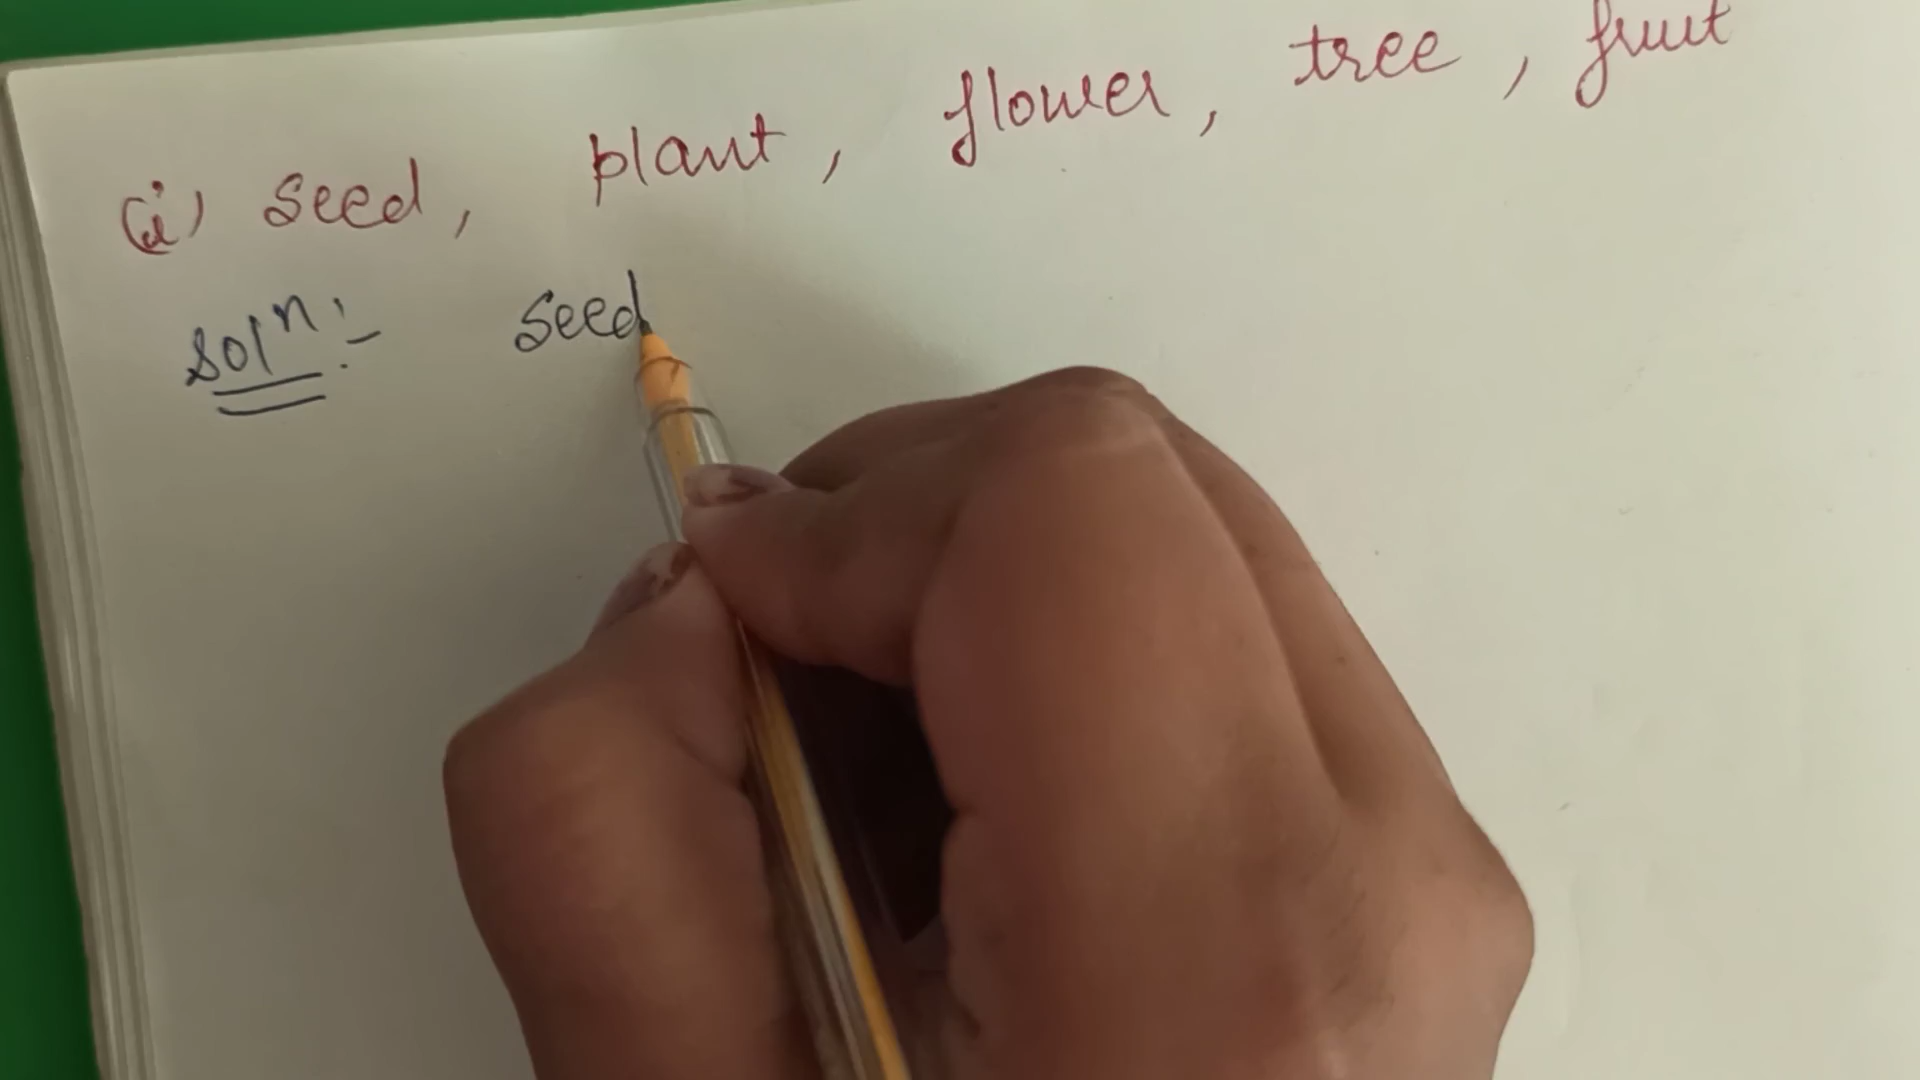 (i) seed, plant, flower, tree, fruit
Solⁿ:- Seed